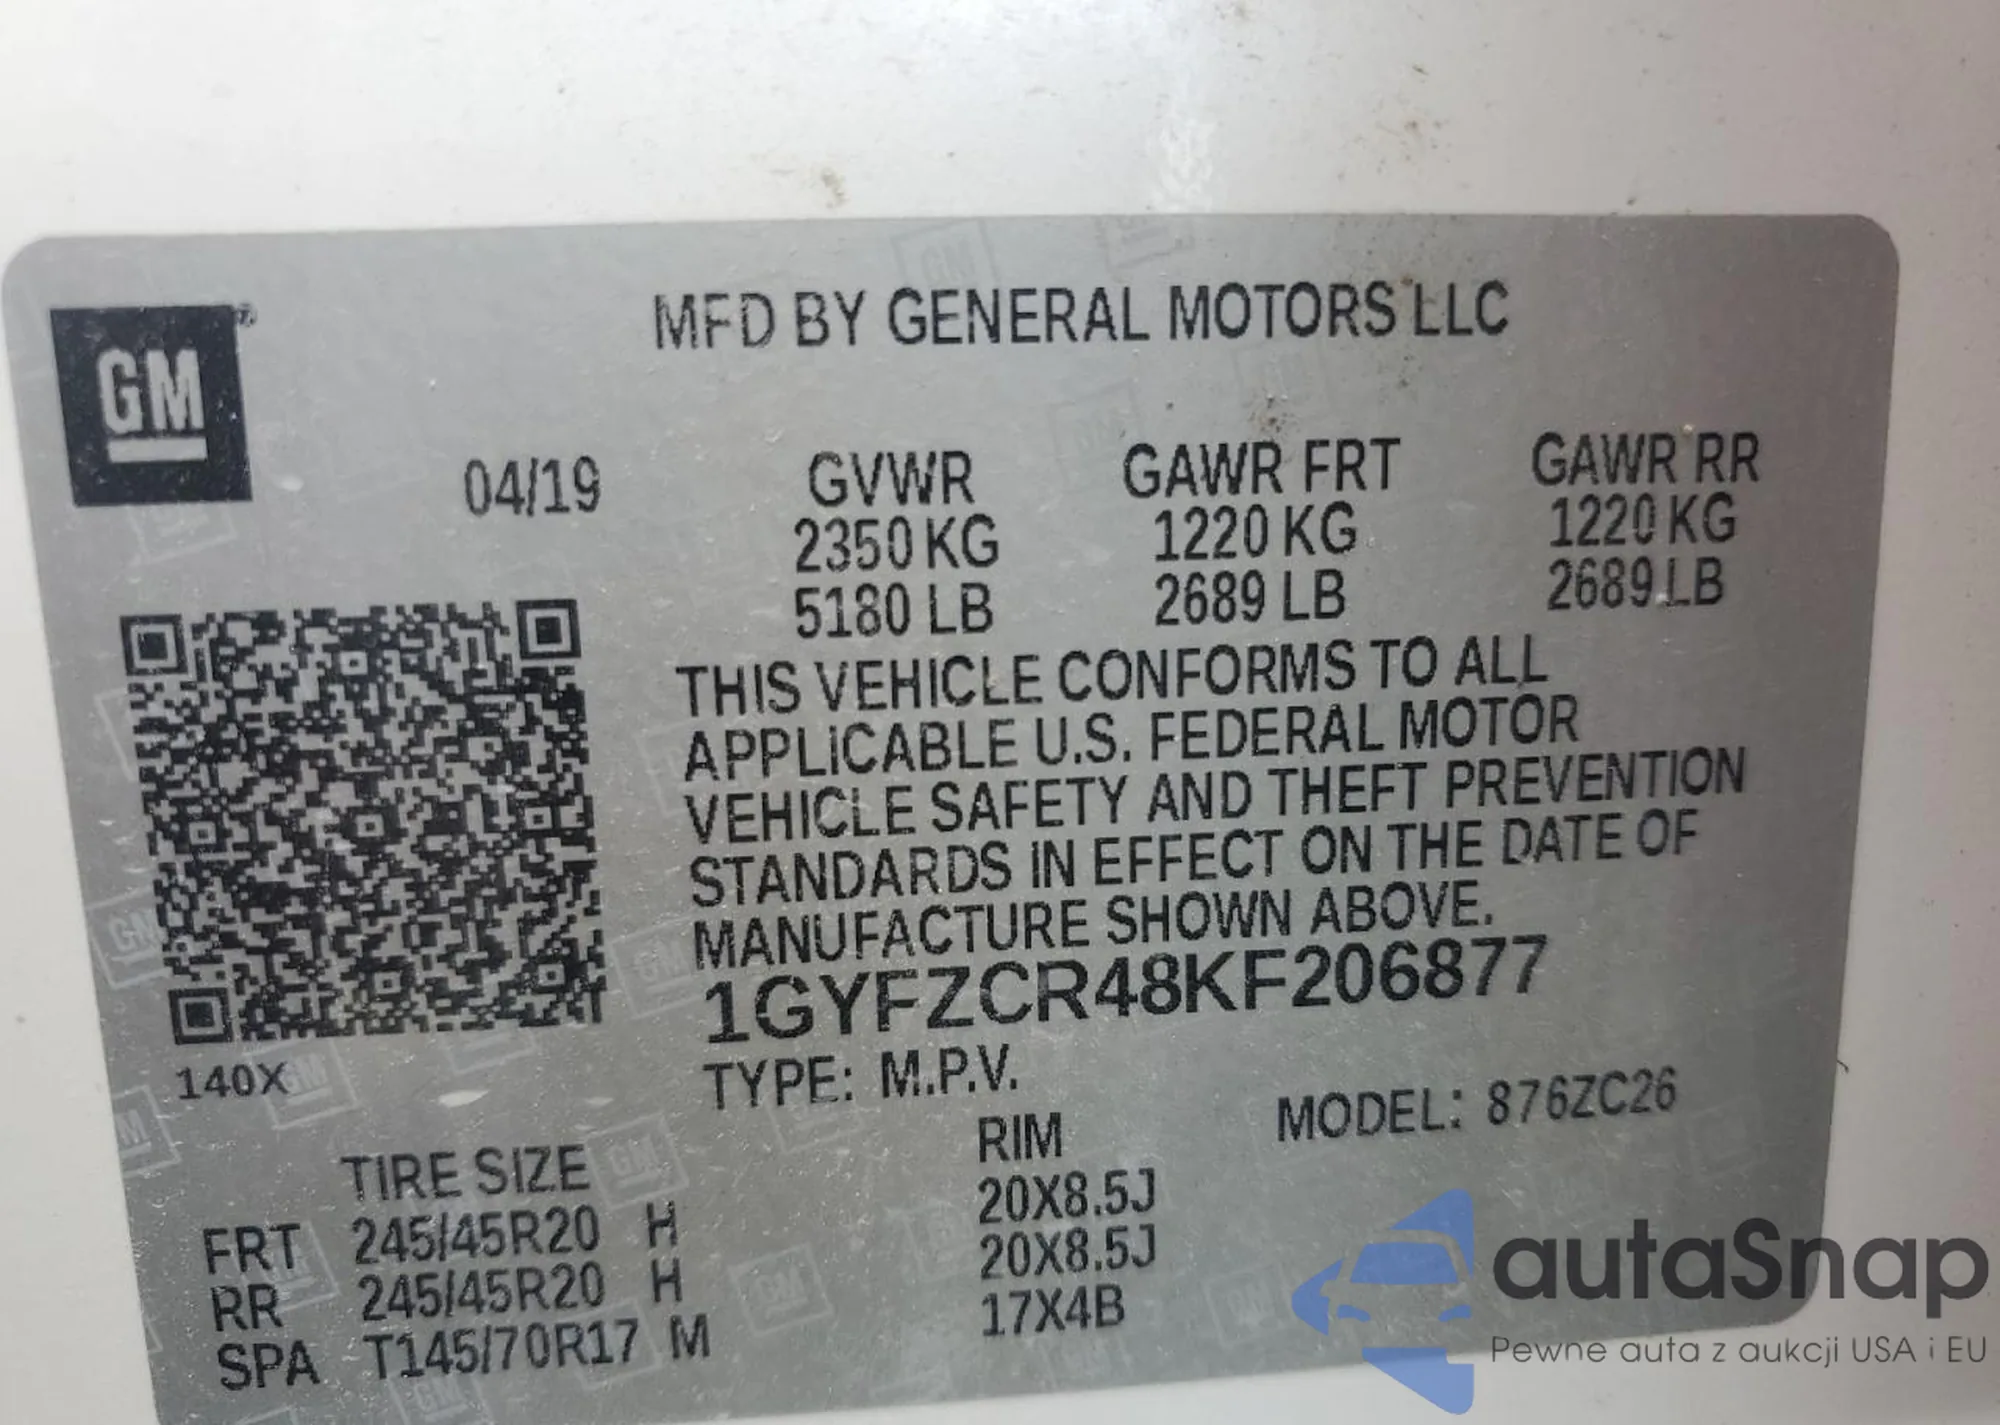 MFD BY GENERAL MOTORS LLC
GM
04/19 GVWR GAWR FRT GAWR RR
2350 KG 1220 KG 1220 KG
5180 LB 2689 LB 2689 LB
THIS VEHICLE CONFORMS TO ALL
APPLICABLE U.S. FEDERAL MOTOR
VEHICLE SAFETY AND THEFT PREVENTION
STANDARDS IN EFFECT ON THE DATE OF
MANUFACTURE SHOWN ABOVE.
1GYFZCR48KF206877
140X
TYPE: M.P.V. MODEL: 876ZC26
TIRE SIZE RIM
FRT 245/45R20 H 20X8.5J
RR 245/45R20 H 20X8.5J
SPA T145/70R17 M 17X4B
autaSnap
Pewne auta z aukcji USA i EU